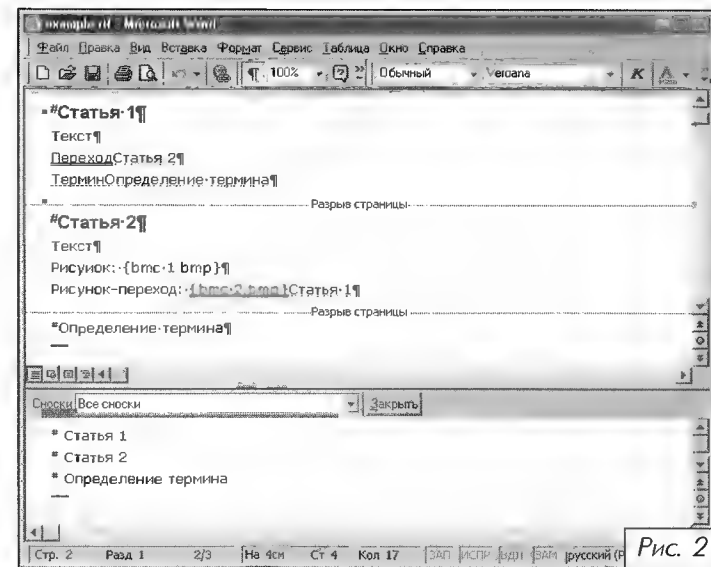 example.rtf - Microsoft Word
Файл Правка Вид Вставка Формат Сервис Таблица Окно Справка
100% Обычный Verdana К А
#Статья·1¶
Текст¶
ПереходСтатья 2¶
ТерминОпределение·термина¶
Разрыв страницы
#Статья·2¶
Текст¶
Рисунок:·{bmc·1.bmp}¶
Рисунок-переход:·{bmc·2.bmp}Статья·1¶
Разрыв страницы
#Определение·термина¶
Сноски Все сноски Закрыть
# Статья 1
# Статья 2
# Определение термина
Стр. 2 Разд 1 2/3 На 4см Ст 4 Кол 17 ЗАП ИСПР ВДЛ ЗАМ русский (Р
Рис. 2